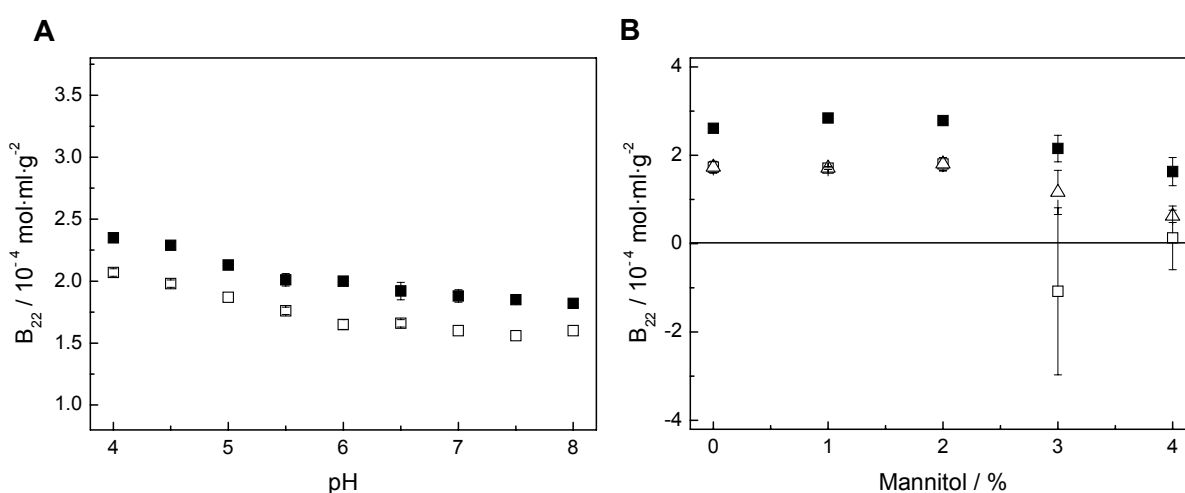 A
B₂₂ / 10⁻⁴ mol·ml·g⁻²
3.5
3.0
2.5
2.0
1.5
1.0
4 5 6 7 8
pH
B
B₂₂ / 10⁻⁴ mol·ml·g⁻²
4
2
0
-2
-4
0 1 2 3 4
Mannitol / %